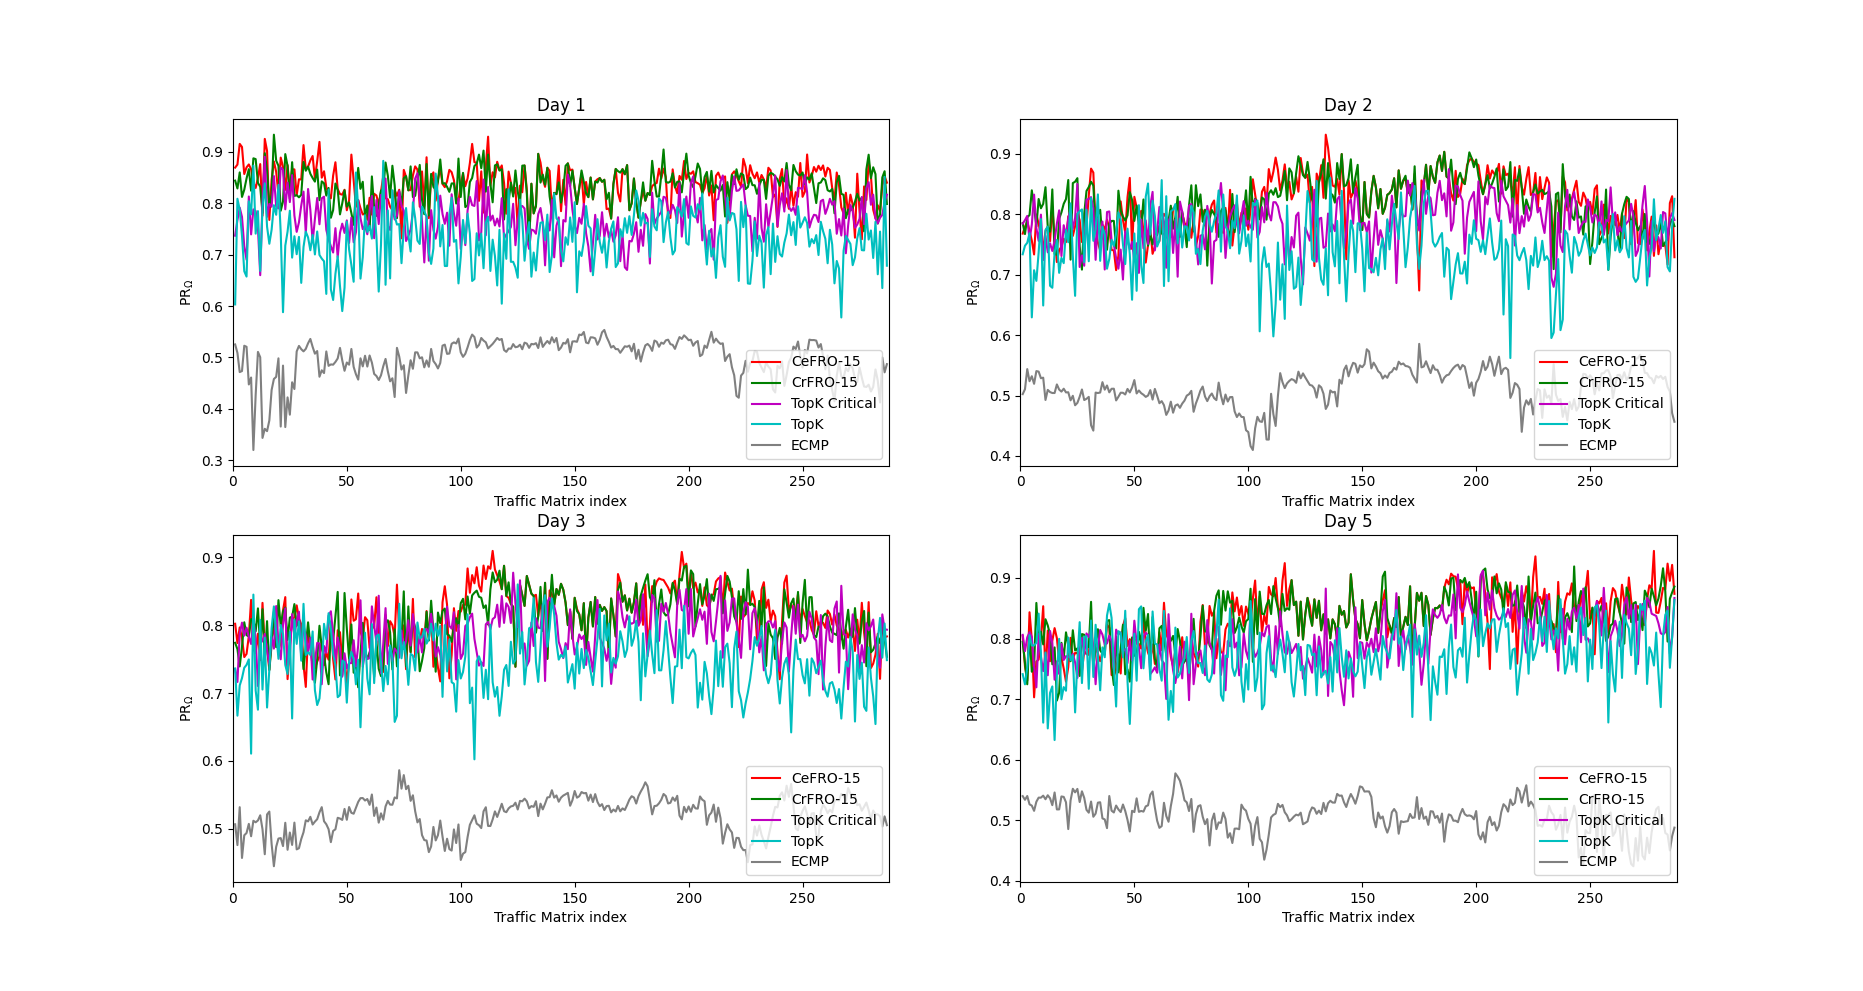 Day 1
0.9
0.8
0.7
0.6
0.5
0.4
0.3
PRΩ
CeFRO-15
CrFRO-15
TopK Critical
TopK
ECMP
0 50 100 150 200 250
Traffic Matrix index
Day 2
0.9
0.8
0.7
0.6
0.5
0.4
PRΩ
CeFRO-15
CrFRO-15
TopK Critical
TopK
ECMP
0 50 100 150 200 250
Traffic Matrix index
Day 3
0.9
0.8
0.7
0.6
0.5
PRΩ
CeFRO-15
CrFRO-15
TopK Critical
TopK
ECMP
0 50 100 150 200 250
Traffic Matrix index
Day 5
0.9
0.8
0.7
0.6
0.5
0.4
PRΩ
CeFRO-15
CrFRO-15
TopK Critical
TopK
ECMP
0 50 100 150 200 250
Traffic Matrix index